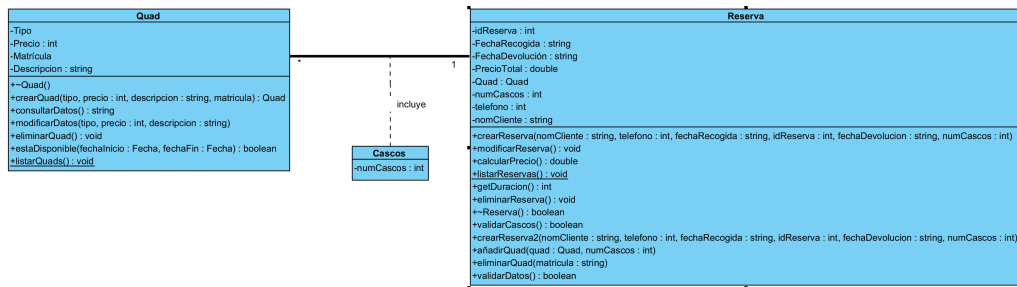 Quad
-Tipo
-Precio : int
-Matrícula
-Descripcion : string
+~Quad()
+crearQuad(tipo, precio : int, descripcion : string, matricula) : Quad
+consultarDatos() : string
+modificarDatos(tipo, precio : int, descripcion : string)
+eliminarQuad() : void
+estaDisponible(fechaInicio : Fecha, fechaFin : Fecha) : boolean
+listarQuads() : void
*
1
incluye
Cascos
-numCascos : int
Reserva
-idReserva : int
-FechaRecogida : string
-FechaDevolución : string
-PrecioTotal : double
-Quad : Quad
-numCascos : int
-telefono : int
-nomCliente : string
+crearReserva(nomCliente : string, telefono : int, fechaRecogida : string, idReserva : int, fechaDevolucion : string, numCascos : int)
+modificarReserva() : void
+calcularPrecio() : double
+listarReservas() : void
+getDuracion() : int
+eliminarReserva() : void
+~Reserva() : boolean
+validarCascos() : boolean
+crearReserva2(nomCliente : string, telefono : int, fechaRecogida : string, idReserva : int, fechaDevolucion : string, numCascos : int)
+añadirQuad(quad : Quad, numCascos : int)
+eliminarQuad(matricula : string)
+validarDatos() : boolean